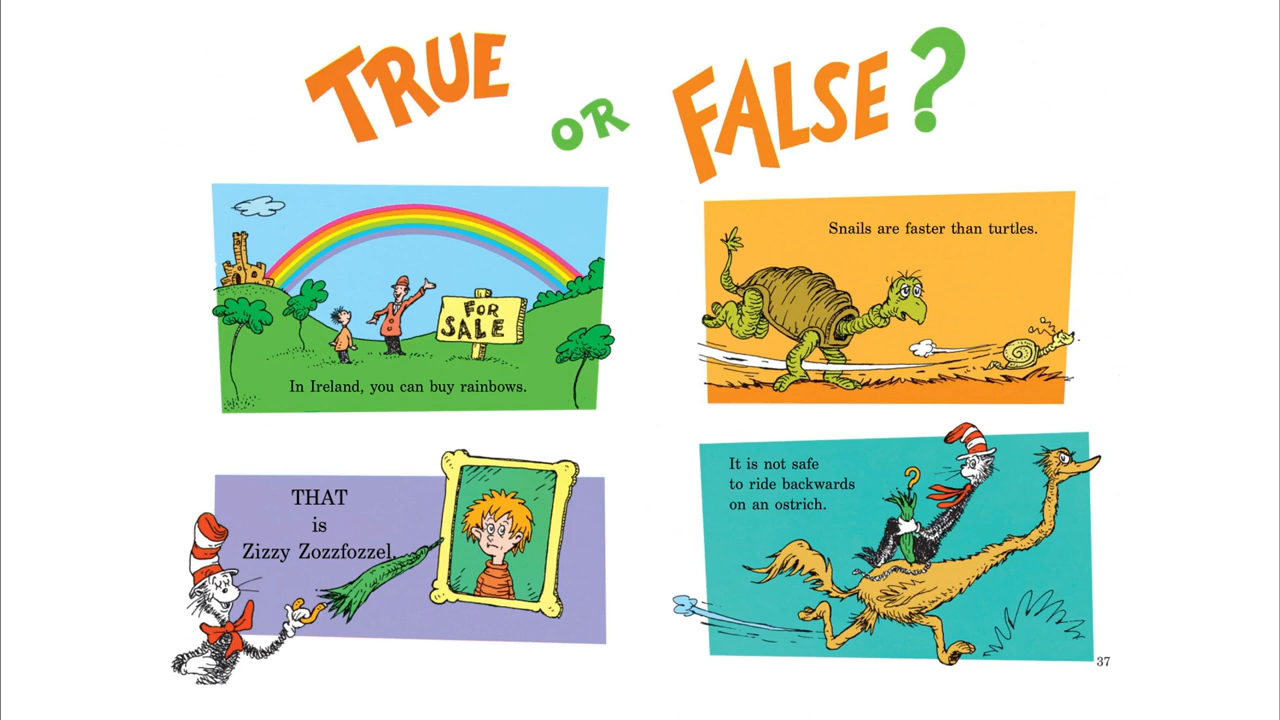 TRUE
OR
FALSE?
FOR
SALE
In Ireland, you can buy rainbows.
Snails are faster than turtles.
THAT
is
Zizzy Zozzfozzel.
It is not safe
to ride backwards
on an ostrich.
37